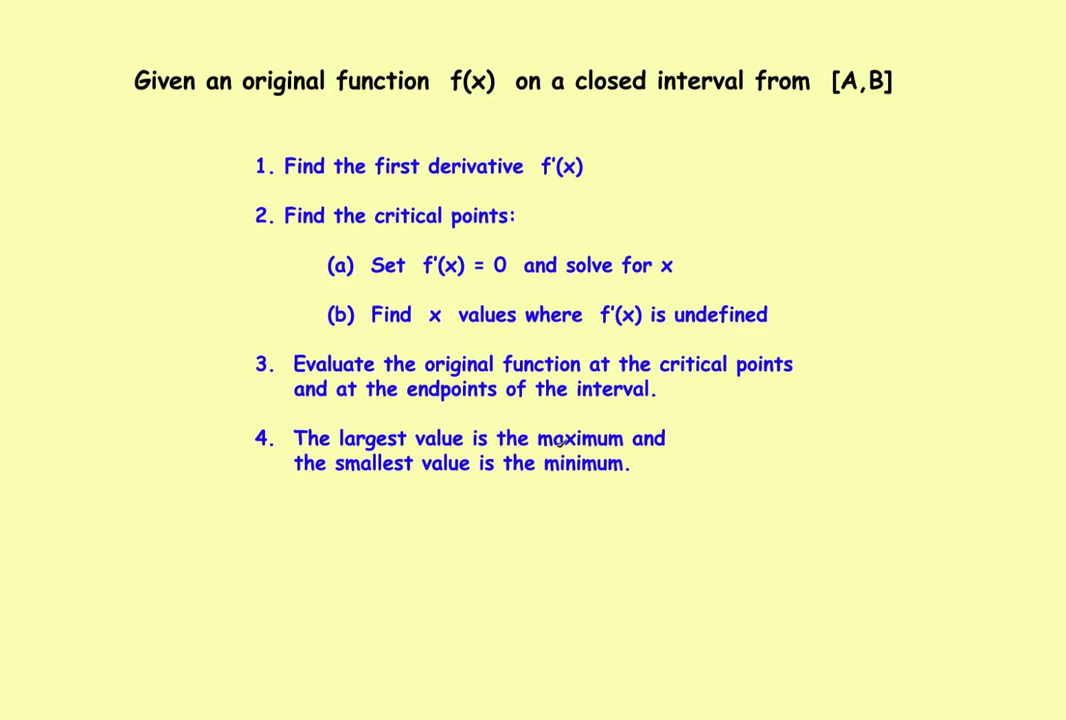 Given an original function f(x) on a closed interval from [A,B]
1. Find the first derivative f'(x)
2. Find the critical points:
(a) Set f'(x) = 0 and solve for x
(b) Find x values where f'(x) is undefined
3. Evaluate the original function at the critical points
and at the endpoints of the interval.
4. The largest value is the maximum and
the smallest value is the minimum.